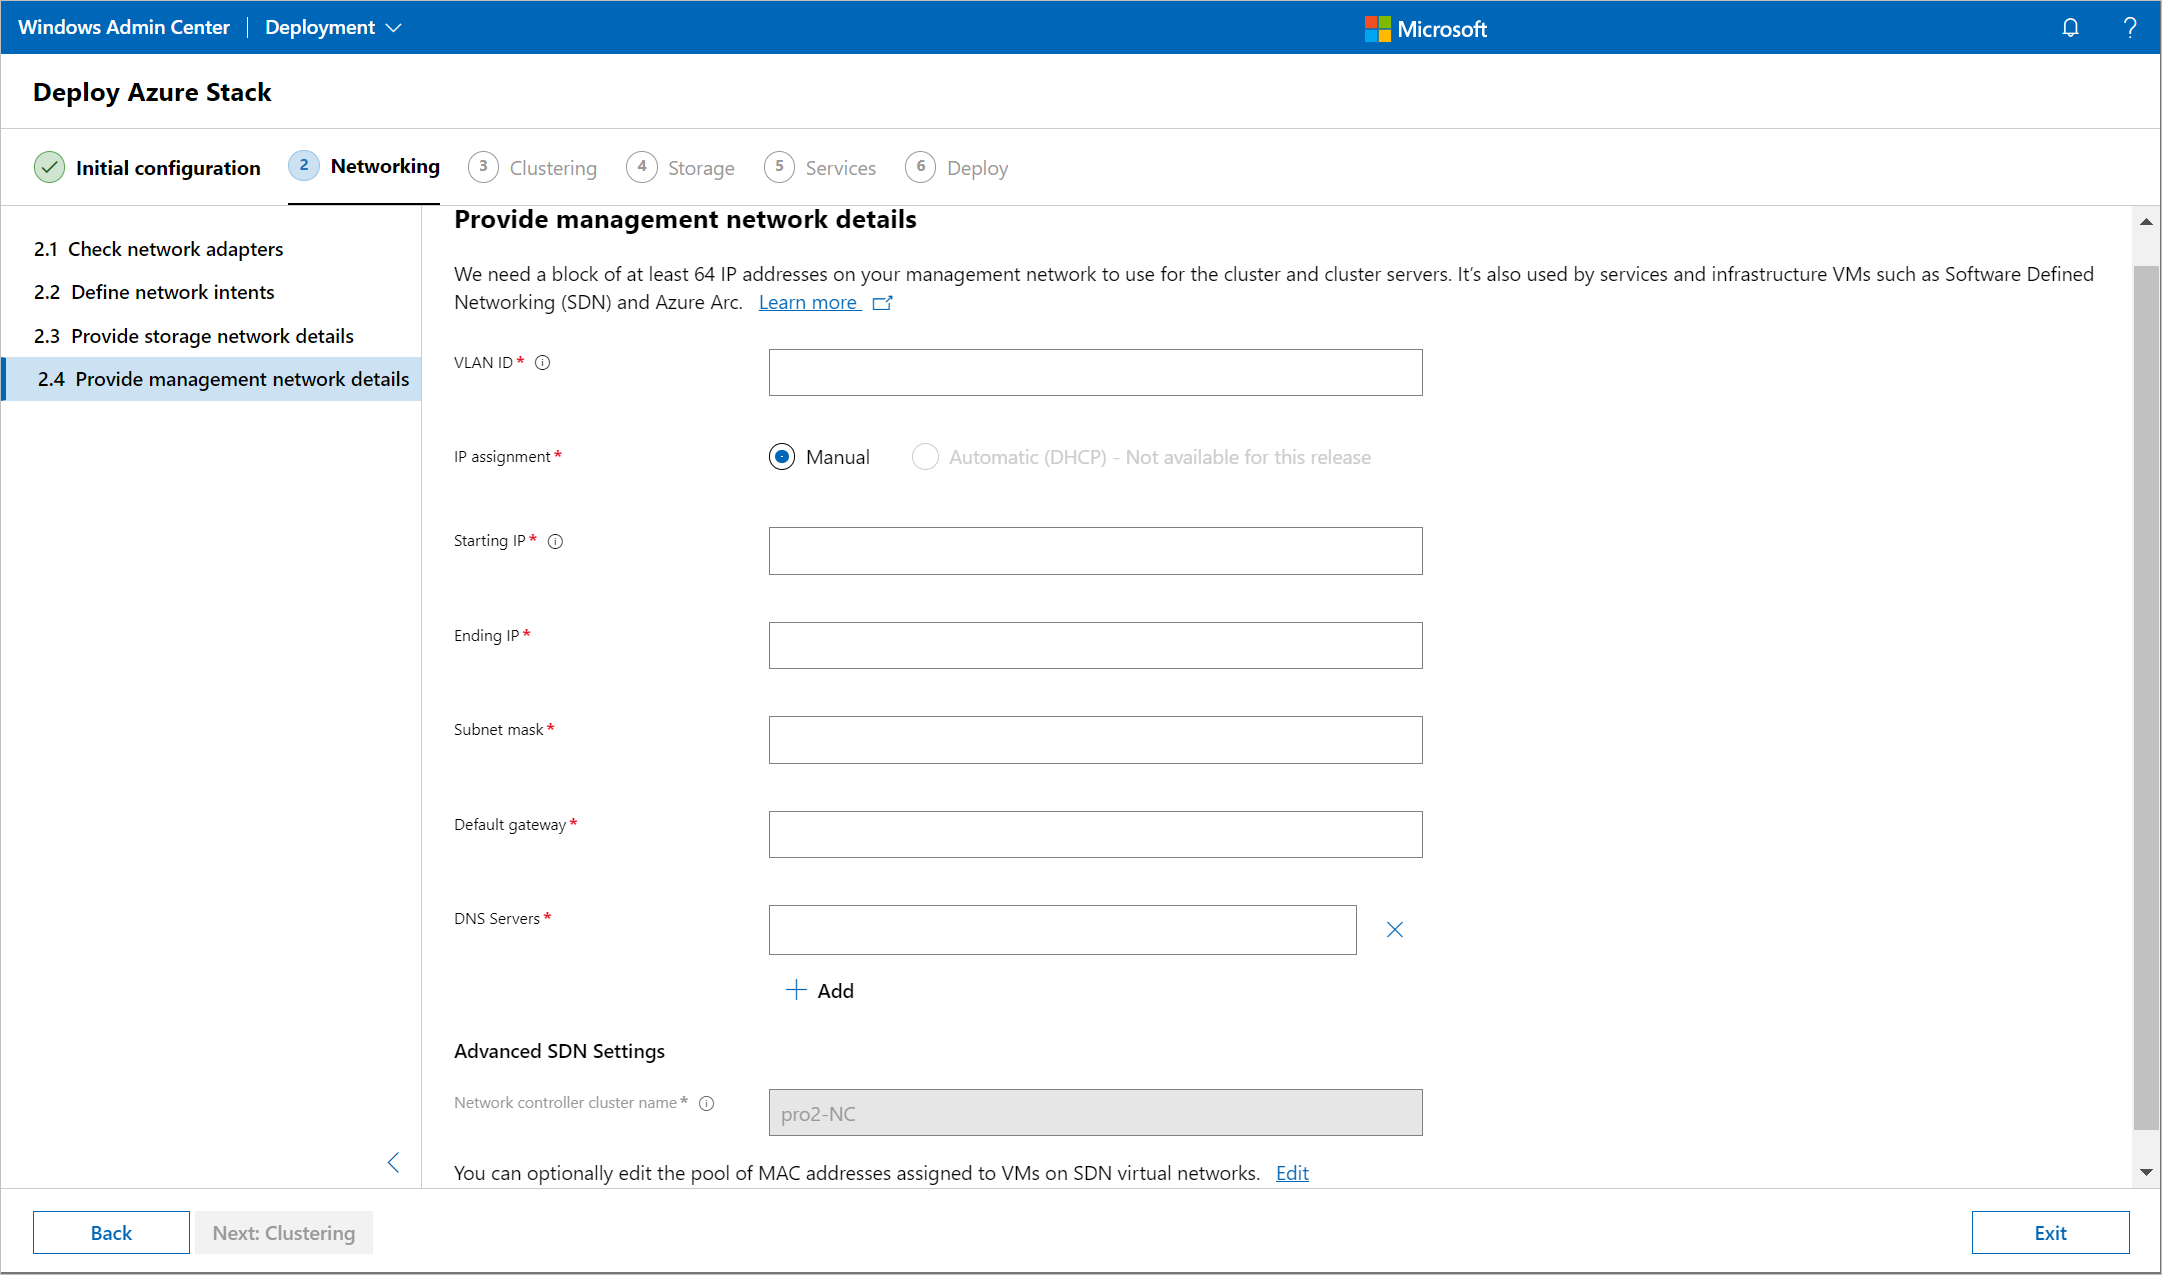 Windows Admin Center | Deployment
Microsoft
?
Deploy Azure Stack
Initial configuration
2 Networking
3 Clustering
4 Storage
5 Services
6 Deploy
2.1 Check network adapters
2.2 Define network intents
2.3 Provide storage network details
2.4 Provide management network details
Provide management network details
We need a block of at least 64 IP addresses on your management network to use for the cluster and cluster servers. It’s also used by services and infrastructure VMs such as Software Defined
Networking (SDN) and Azure Arc. Learn more
VLAN ID*
IP assignment*
Manual
Automatic (DHCP) - Not available for this release
Starting IP*
Ending IP*
Subnet mask*
Default gateway*
DNS Servers*
Add
Advanced SDN Settings
Network controller cluster name*
pro2-NC
You can optionally edit the pool of MAC addresses assigned to VMs on SDN virtual networks. Edit
Back
Next: Clustering
Exit